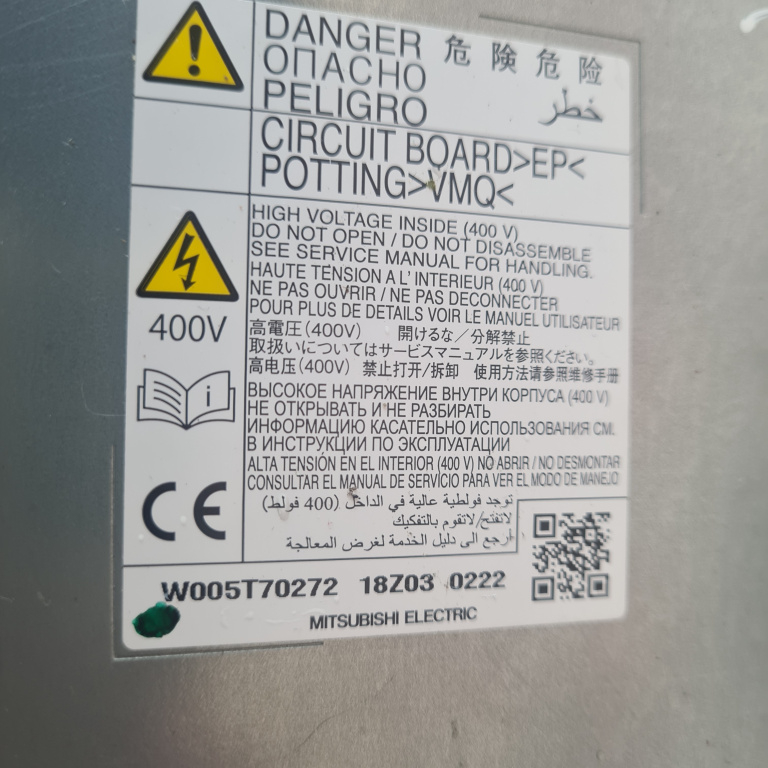 DANGER 危険危险
ОПАСНО
PELIGRO خطر
CIRCUIT BOARD>EP<
POTTING>VMQ<
HIGH VOLTAGE INSIDE (400 V)
DO NOT OPEN / DO NOT DISASSEMBLE
SEE SERVICE MANUAL FOR HANDLING.
HAUTE TENSION A L' INTERIEUR (400 V)
NE PAS OUVRIR / NE PAS DECONNECTER
POUR PLUS DE DETAILS VOIR LE MANUEL UTILISATEUR
400V
高電圧(400V) 開けるな/分解禁止
取扱いについてはサービスマニュアルを参照ください。
高电压(400V) 禁止打开/拆卸 使用方法请参照维修手册
ВЫСОКОЕ НАПРЯЖЕНИЕ ВНУТРИ КОРПУСА (400 V)
НЕ ОТКРЫВАТЬ И НЕ РАЗБИРАТЬ
ИНФОРМАЦИЮ КАСАТЕЛЬНО ИСПОЛЬЗОВАНИЯ СМ.
В ИНСТРУКЦИИ ПО ЭКСПЛУАТАЦИИ
ALTA TENSIÓN EN EL INTERIOR (400 V) NO ABRIR / NO DESMONTAR
CONSULTAR EL MANUAL DE SERVICIO PARA VER EL MODO DE MANEJO
توجد فولطية عالية في الداخل (400 فولط)
لاتفتح/لاتقوم بالتفكيك
ارجع الى دليل الخدمة لغرض المعالجة
CE
W005T70272 18Z03 0222
MITSUBISHI ELECTRIC